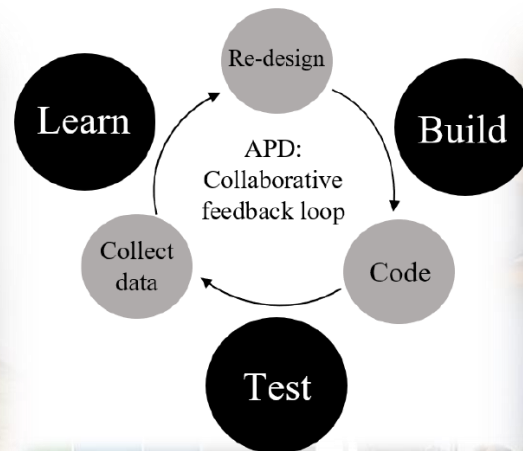 Re-design
Learn
Build
APD:
Collaborative
feedback loop
Collect
data
Code
Test